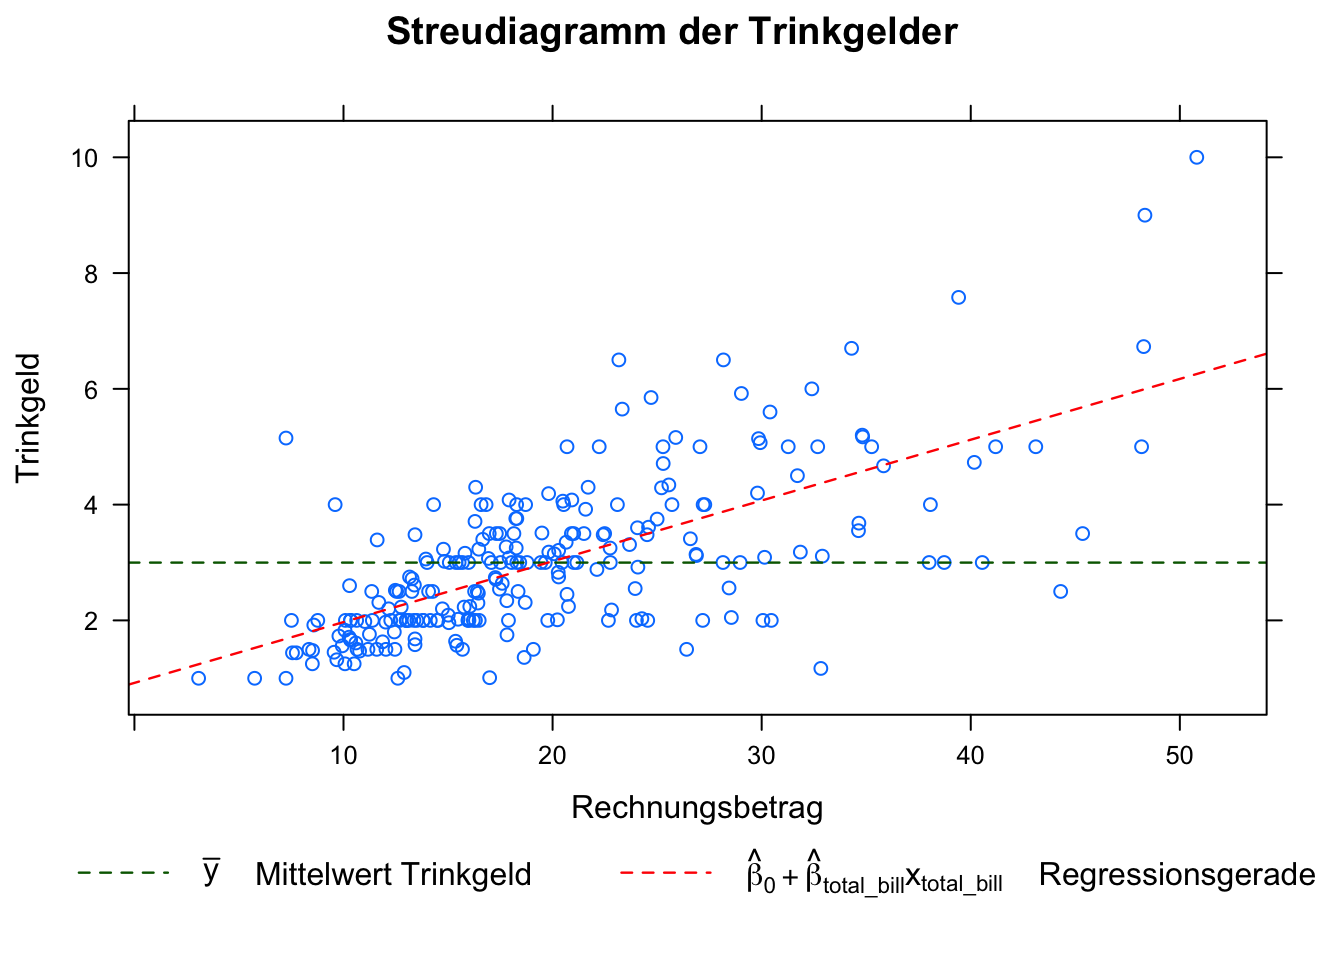 Streudiagramm der Trinkgelder
Trinkgeld
10
8
6
4
2
10 20 30 40 50
Rechnungsbetrag
y̅ Mittelwert Trinkgeld β̂0 + β̂total_billxtotal_bill Regressionsgerade